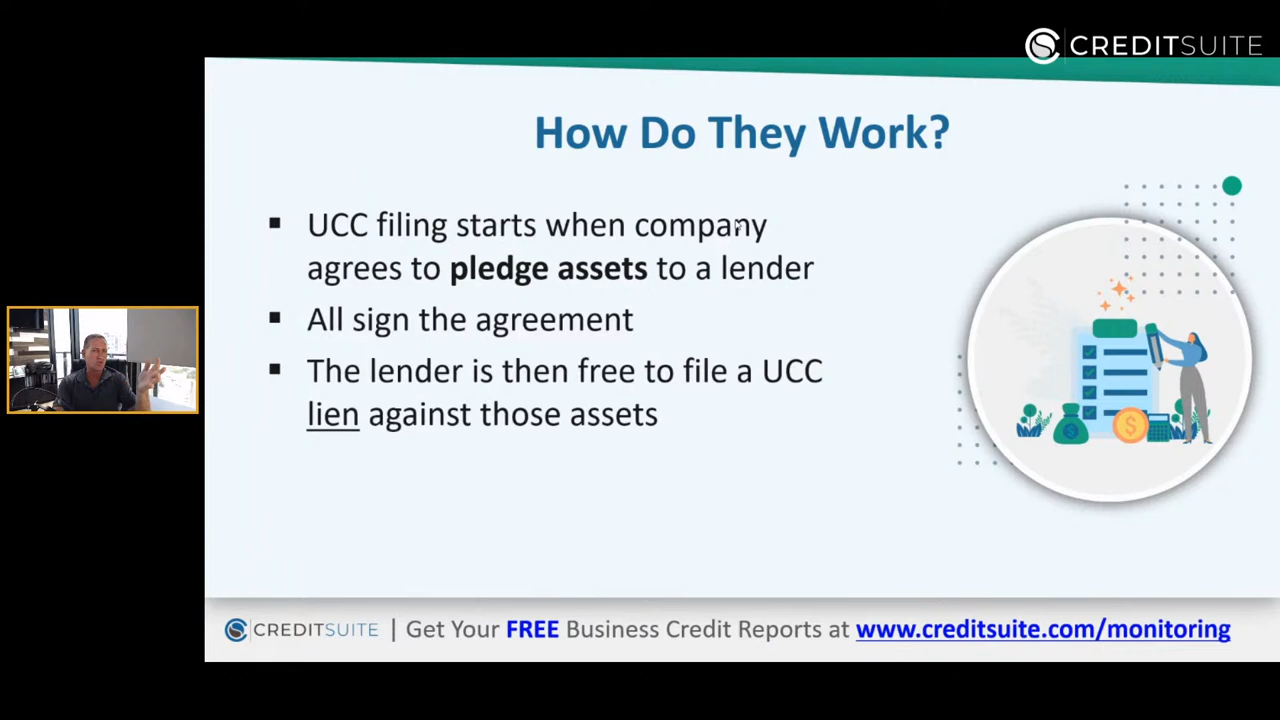 CREDITSUITE
How Do They Work?
▪ UCC filing starts when company
agrees to pledge assets to a lender
▪ All sign the agreement
▪ The lender is then free to file a UCC
lien against those assets
CREDITSUITE | Get Your FREE Business Credit Reports at www.creditsuite.com/monitoring